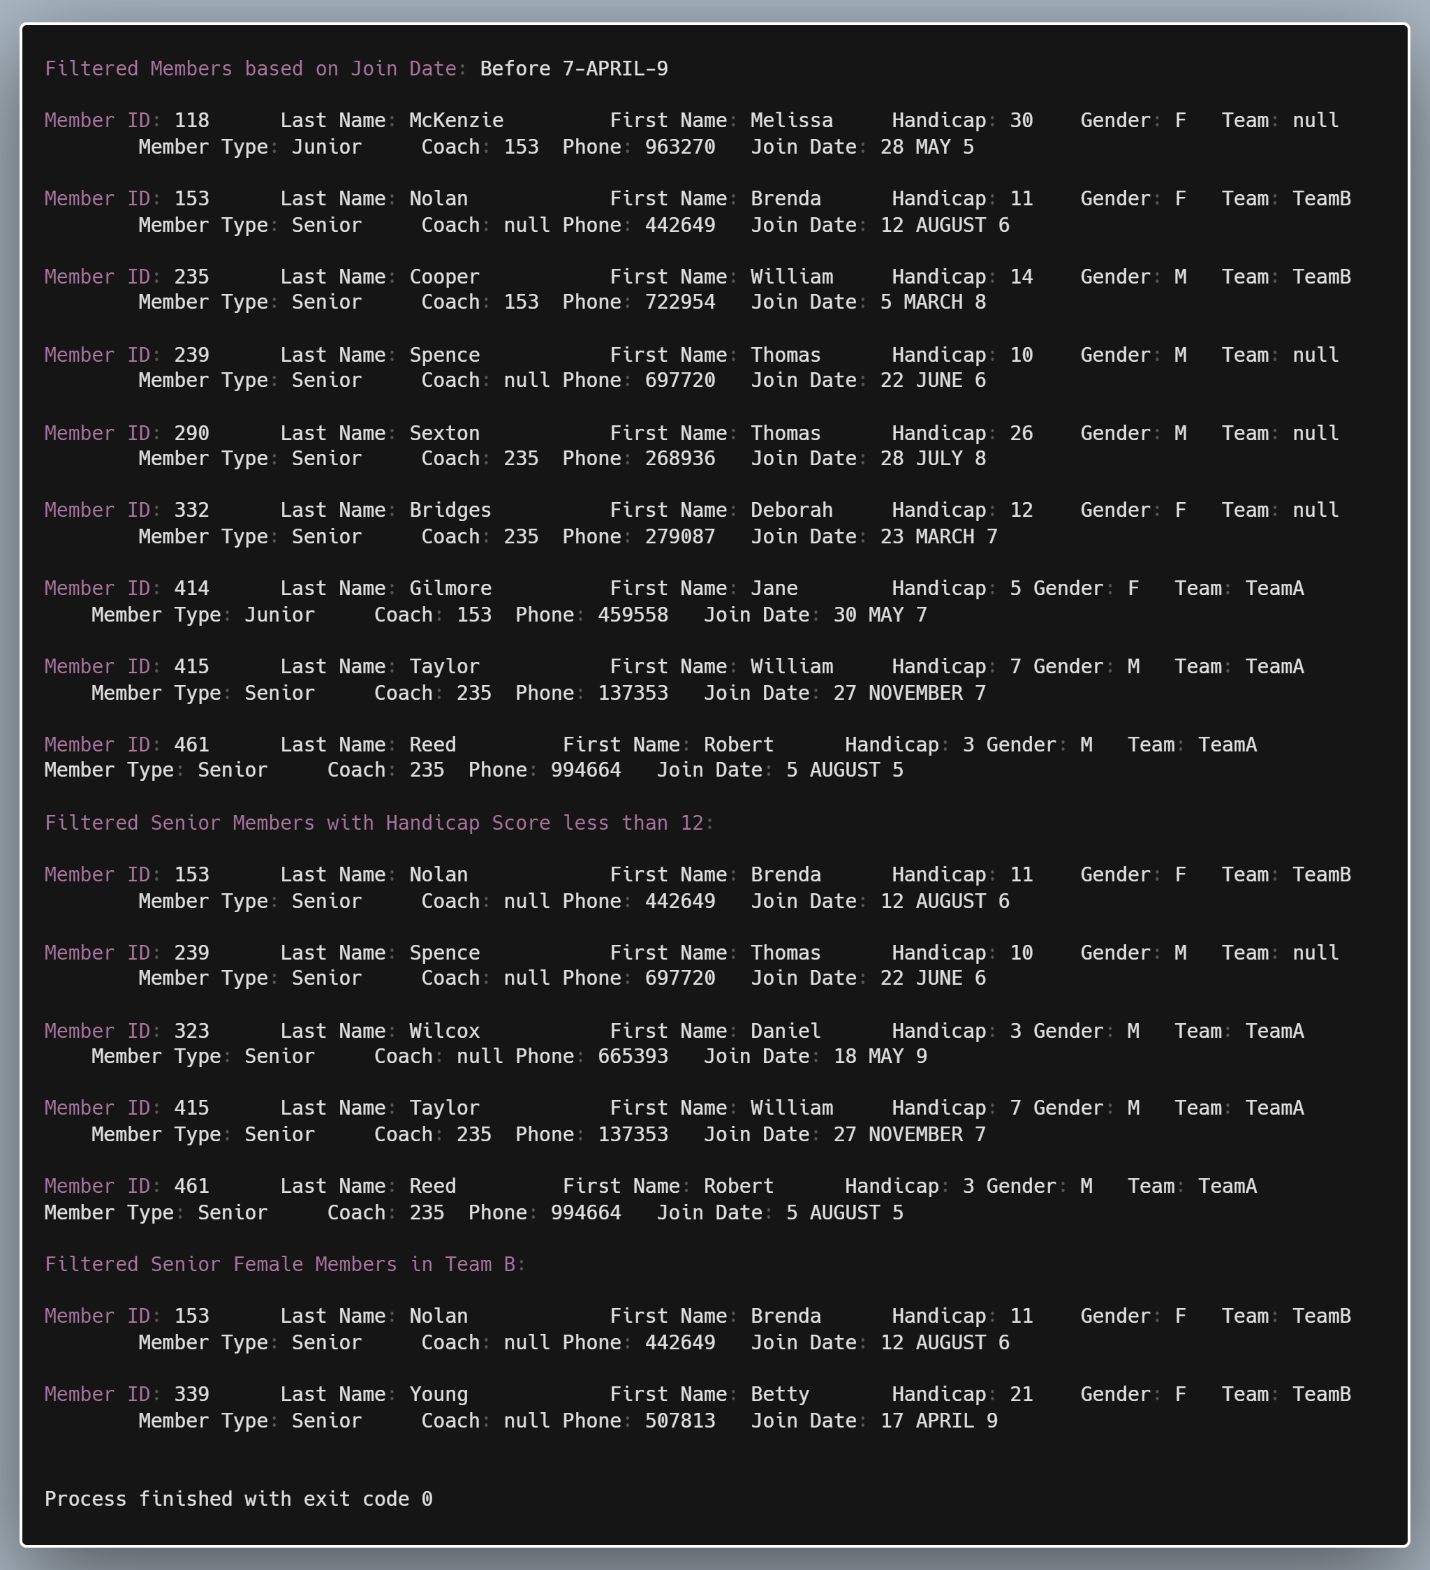 Filtered Members based on Join Date: Before 7-APRIL-9
Member ID: 118      Last Name: McKenzie         First Name: Melissa     Handicap: 30    Gender: F   Team: null
        Member Type: Junior     Coach: 153  Phone: 963270   Join Date: 28 MAY 5
Member ID: 153      Last Name: Nolan            First Name: Brenda      Handicap: 11    Gender: F   Team: TeamB
        Member Type: Senior     Coach: null Phone: 442649   Join Date: 12 AUGUST 6
Member ID: 235      Last Name: Cooper           First Name: William     Handicap: 14    Gender: M   Team: TeamB
        Member Type: Senior     Coach: 153  Phone: 722954   Join Date: 5 MARCH 8
Member ID: 239      Last Name: Spence           First Name: Thomas      Handicap: 10    Gender: M   Team: null
        Member Type: Senior     Coach: null Phone: 697720   Join Date: 22 JUNE 6
Member ID: 290      Last Name: Sexton           First Name: Thomas      Handicap: 26    Gender: M   Team: null
        Member Type: Senior     Coach: 235  Phone: 268936   Join Date: 28 JULY 8
Member ID: 332      Last Name: Bridges          First Name: Deborah     Handicap: 12    Gender: F   Team: null
        Member Type: Senior     Coach: 235  Phone: 279087   Join Date: 23 MARCH 7
Member ID: 414      Last Name: Gilmore          First Name: Jane        Handicap: 5 Gender: F   Team: TeamA
    Member Type: Junior     Coach: 153  Phone: 459558   Join Date: 30 MAY 7
Member ID: 415      Last Name: Taylor           First Name: William     Handicap: 7 Gender: M   Team: TeamA
    Member Type: Senior     Coach: 235  Phone: 137353   Join Date: 27 NOVEMBER 7
Member ID: 461      Last Name: Reed         First Name: Robert      Handicap: 3 Gender: M   Team: TeamA
Member Type: Senior     Coach: 235  Phone: 994664   Join Date: 5 AUGUST 5
Filtered Senior Members with Handicap Score less than 12:
Member ID: 153      Last Name: Nolan            First Name: Brenda      Handicap: 11    Gender: F   Team: TeamB
        Member Type: Senior     Coach: null Phone: 442649   Join Date: 12 AUGUST 6
Member ID: 239      Last Name: Spence           First Name: Thomas      Handicap: 10    Gender: M   Team: null
        Member Type: Senior     Coach: null Phone: 697720   Join Date: 22 JUNE 6
Member ID: 323      Last Name: Wilcox           First Name: Daniel      Handicap: 3 Gender: M   Team: TeamA
    Member Type: Senior     Coach: null Phone: 665393   Join Date: 18 MAY 9
Member ID: 415      Last Name: Taylor           First Name: William     Handicap: 7 Gender: M   Team: TeamA
    Member Type: Senior     Coach: 235  Phone: 137353   Join Date: 27 NOVEMBER 7
Member ID: 461      Last Name: Reed         First Name: Robert      Handicap: 3 Gender: M   Team: TeamA
Member Type: Senior     Coach: 235  Phone: 994664   Join Date: 5 AUGUST 5
Filtered Senior Female Members in Team B:
Member ID: 153      Last Name: Nolan            First Name: Brenda      Handicap: 11    Gender: F   Team: TeamB
        Member Type: Senior     Coach: null Phone: 442649   Join Date: 12 AUGUST 6
Member ID: 339      Last Name: Young            First Name: Betty       Handicap: 21    Gender: F   Team: TeamB
        Member Type: Senior     Coach: null Phone: 507813   Join Date: 17 APRIL 9
Process finished with exit code 0